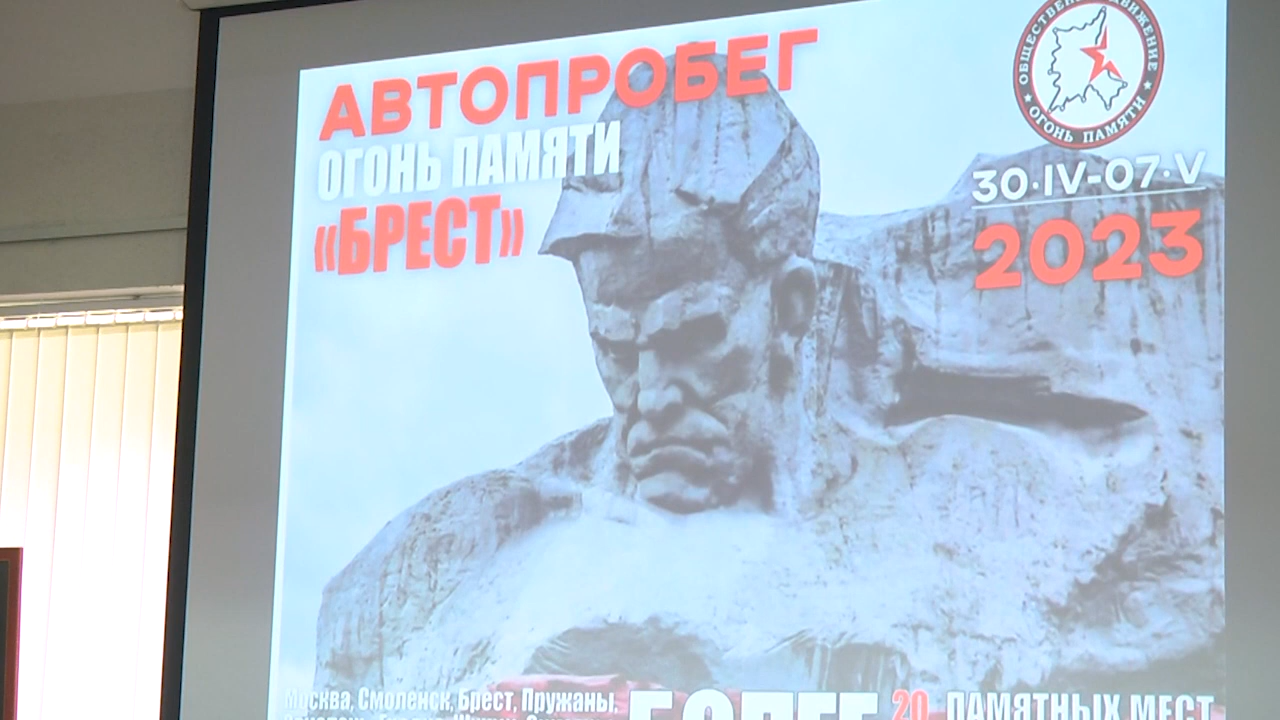 АВТОПРОБЕГ
ОГОНЬ ПАМЯТИ
«БРЕСТ»
ОБЩЕСТВЕННОЕ ДВИЖЕНИЕ
ОГОНЬ ПАМЯТИ
30·IV-07·V
2023
Москва, Смоленск, Брест, Пружаны,
БОЛЕЕ 20 ПАМЯТНЫХ МЕСТ